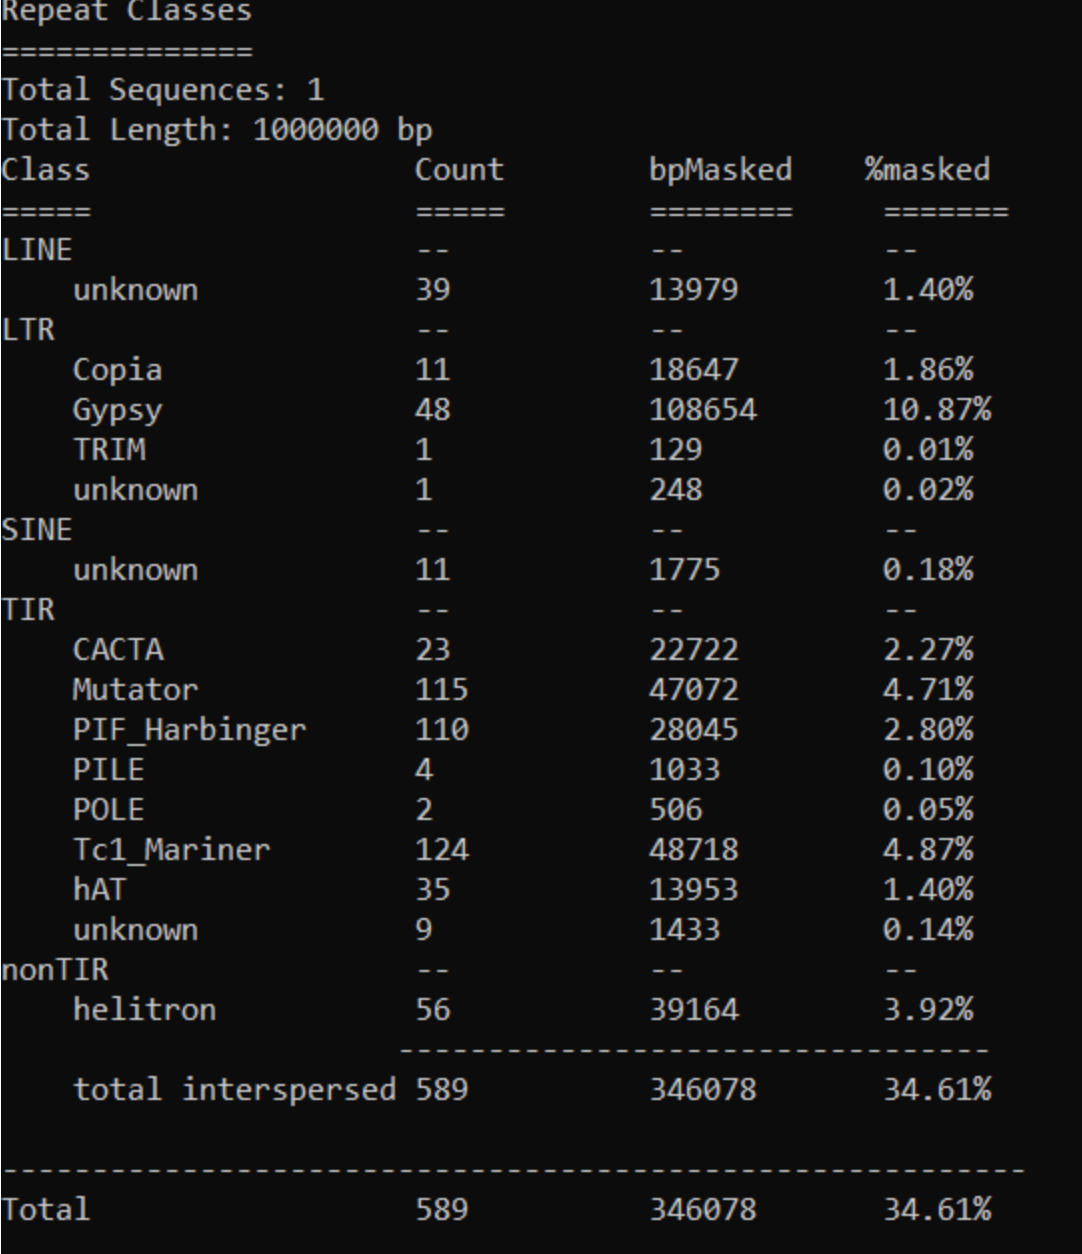 Repeat Classes
==============
Total Sequences: 1
Total Length: 1000000 bp
Class                  Count        bpMasked    %masked
=====                  =====        ========     =======
LINE                   --           --           --
    unknown            39           13979        1.40%
LTR                    --           --           --
    Copia              11           18647        1.86%
    Gypsy              48           108654       10.87%
    TRIM               1            129          0.01%
    unknown            1            248          0.02%
SINE                   --           --           --
    unknown            11           1775         0.18%
TIR                    --           --           --
    CACTA              23           22722        2.27%
    Mutator            115          47072        4.71%
    PIF_Harbinger      110          28045        2.80%
    PILE               4            1033         0.10%
    POLE               2            506          0.05%
    Tc1_Mariner        124          48718        4.87%
    hAT                35           13953        1.40%
    unknown            9            1433         0.14%
nonTIR                 --           --           --
    helitron           56           39164        3.92%
                      ---------------------------------
    total interspersed 589          346078       34.61%

---------------------------------------------------------
Total                  589          346078       34.61%